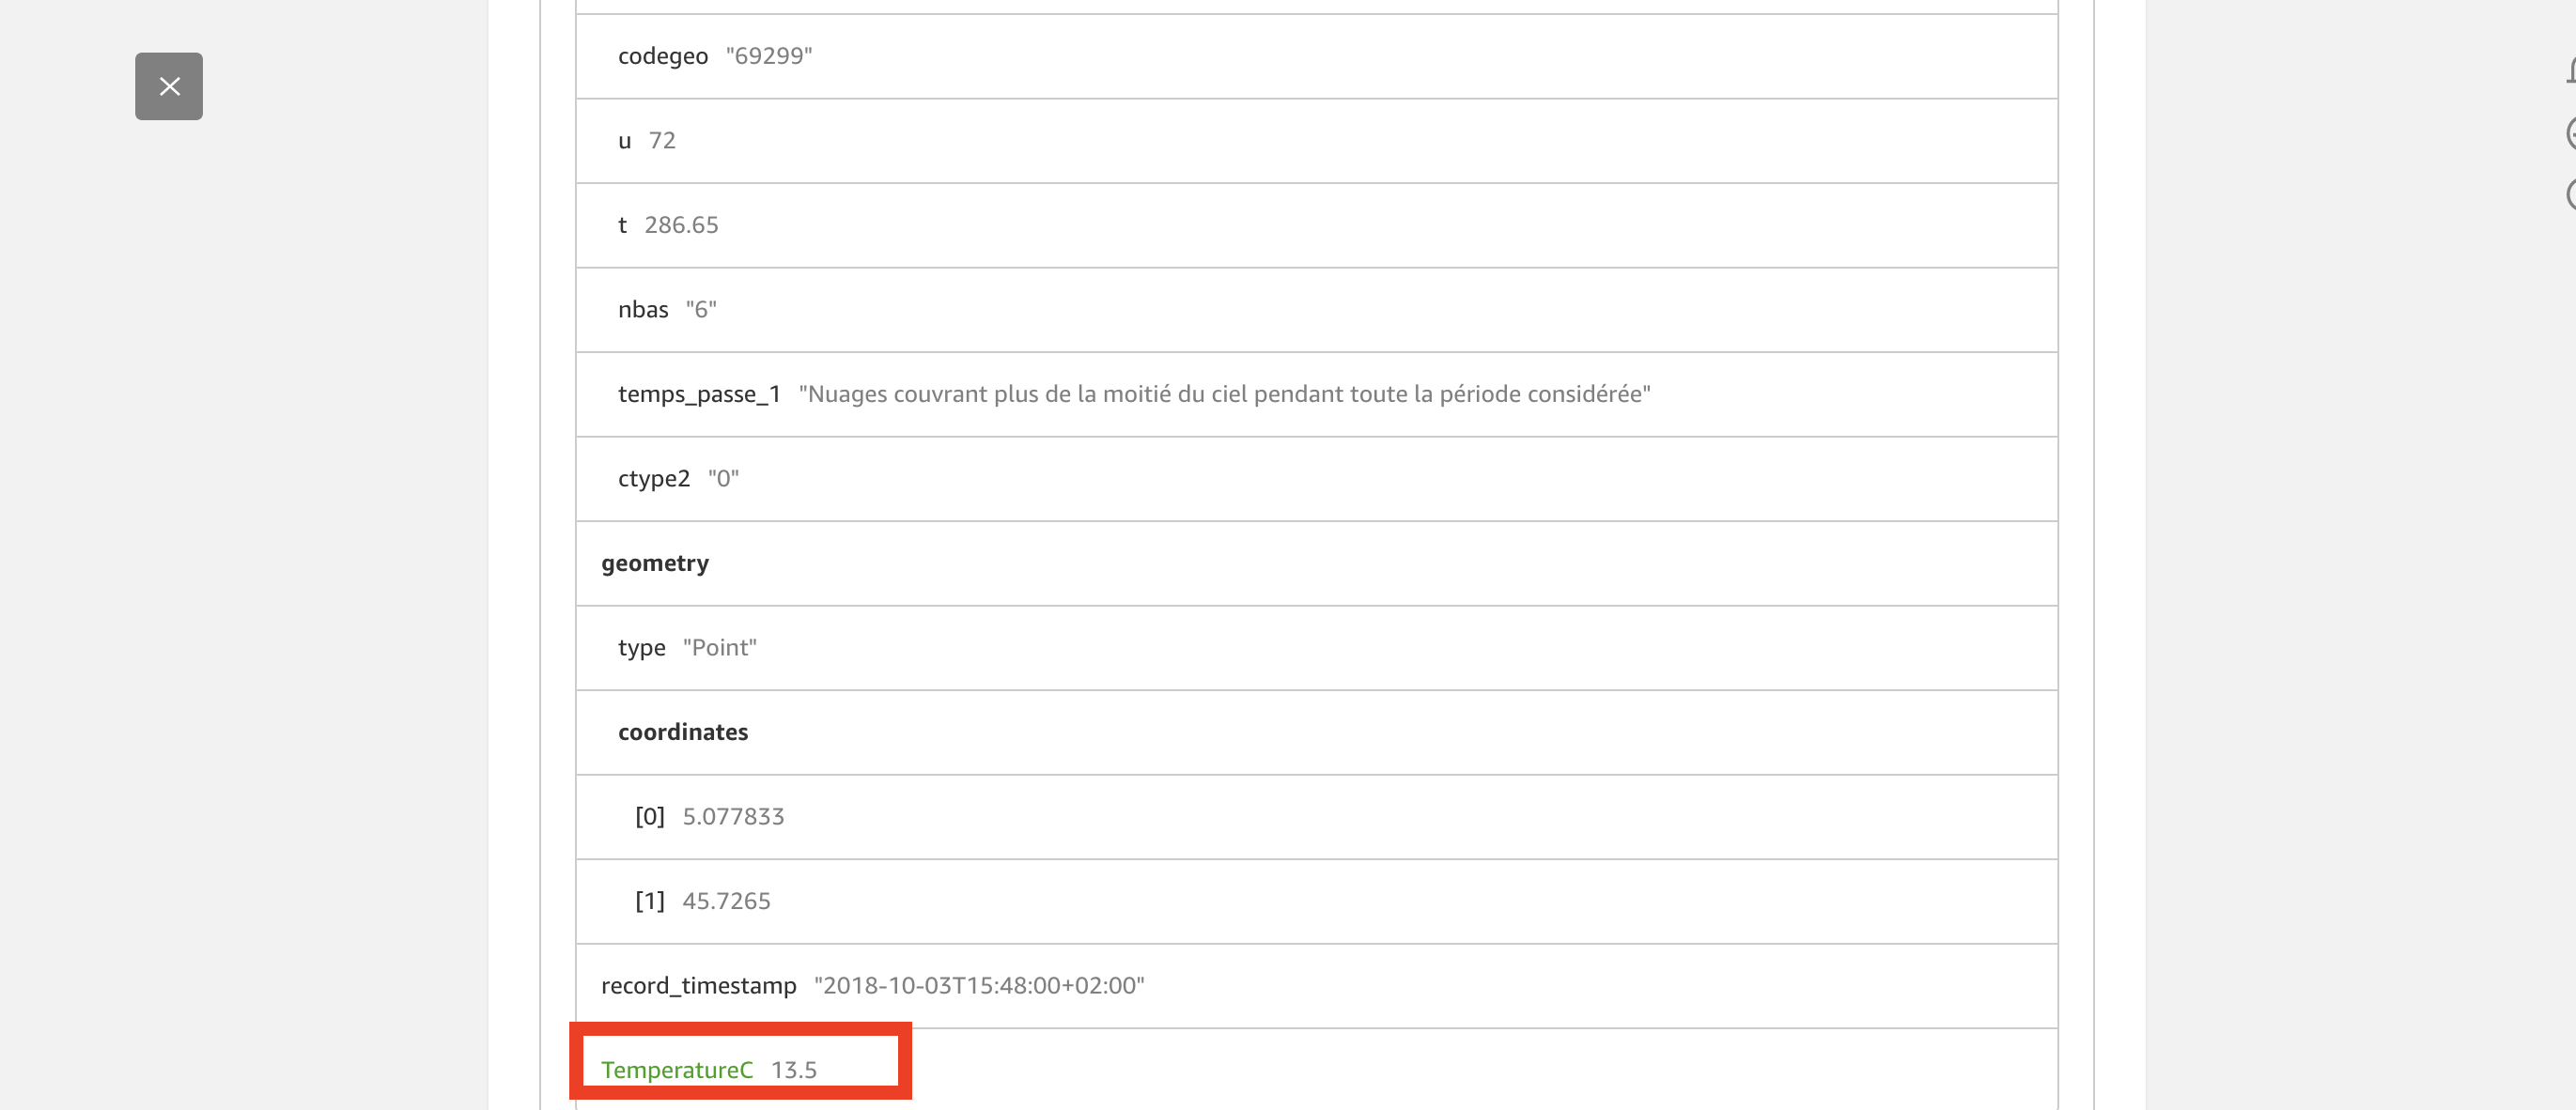 codegeo "69299"
u 72
t 286.65
nbas "6"
temps_passe_1 "Nuages couvrant plus de la moitié du ciel pendant toute la période considérée"
ctype2 "0"
geometry
type "Point"
coordinates
[0] 5.077833
[1] 45.7265
record_timestamp "2018-10-03T15:48:00+02:00"
TemperatureC 13.5